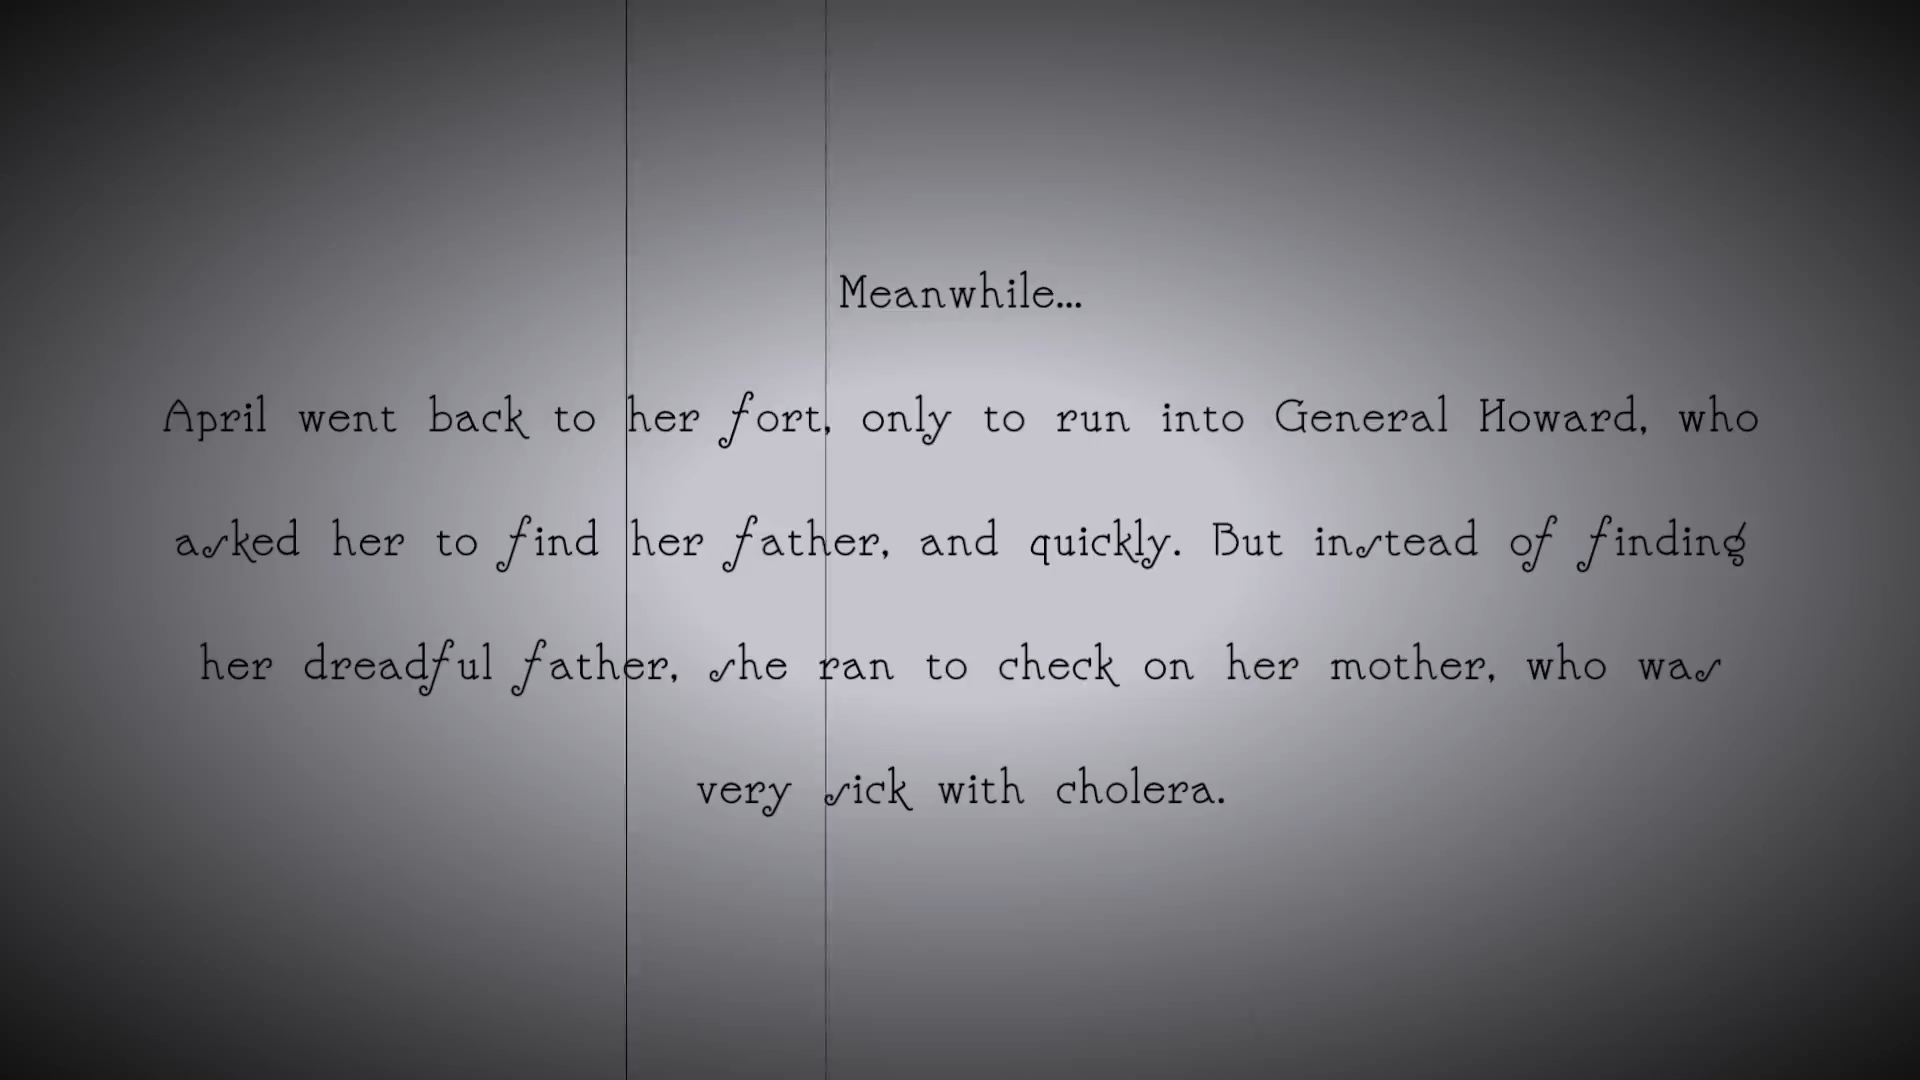 Meanwhile...
April went back to her fort, only to run into General Howard, who
asked her to find her father, and quickly. But instead of finding
her dreadful father, she ran to check on her mother, who was
very sick with cholera.